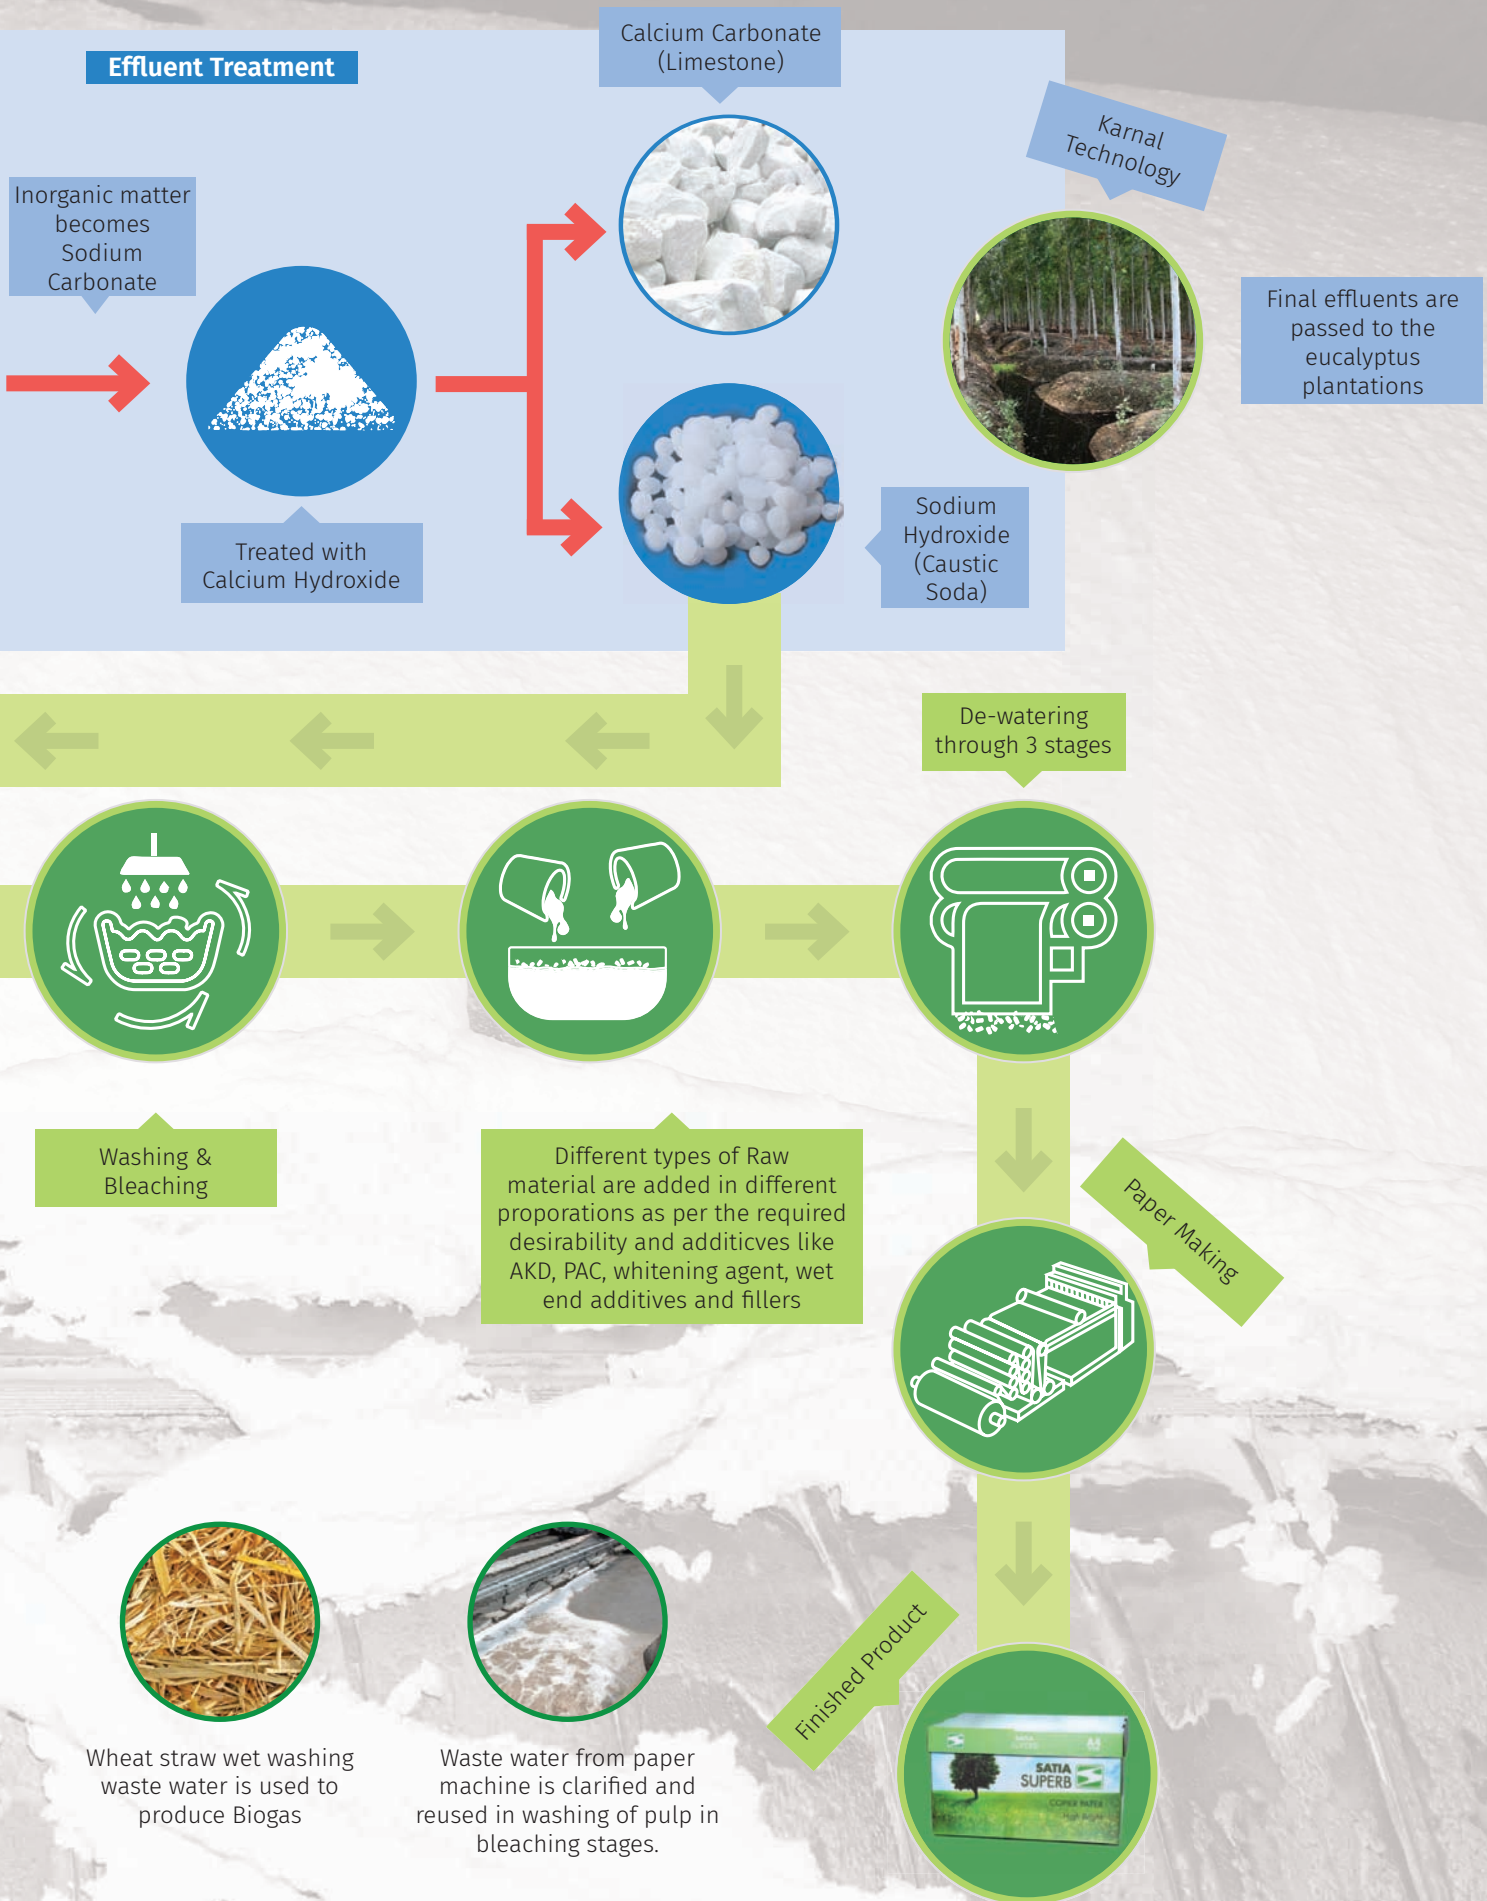 Effluent Treatment
Calcium Carbonate
(Limestone)
Karnal
Technology
Inorganic matter
becomes
Sodium
Carbonate
Final effluents are
passed to the
eucalyptus
plantations
Treated with
Calcium Hydroxide
Sodium
Hydroxide
(Caustic
Soda)
De-watering
through 3 stages
Washing &
Bleaching
Different types of Raw
material are added in different
proporations as per the required
desirability and additicves like
AKD, PAC, whitening agent, wet
end additives and fillers
Paper Making
Finished Product
Wheat straw wet washing
waste water is used to
produce Biogas
Waste water from paper
machine is clarified and
reused in washing of pulp in
bleaching stages.
SATIA
SUPERB
A4
SATIA
SUPERB
COPIER PAPER